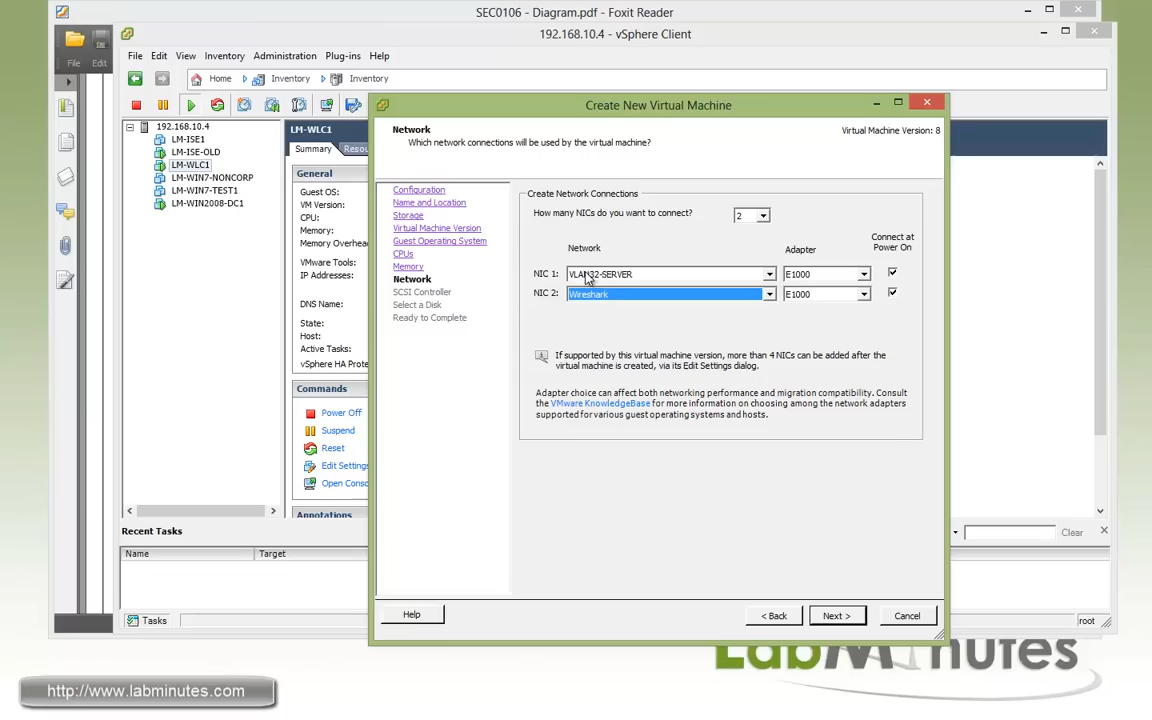 SEC0106 - Diagram.pdf - Foxit Reader
192.168.10.4 - vSphere Client
File Edit
File Edit View Inventory Administration Plug-ins Help
Home Inventory Inventory
192.168.10.4
LM-ISE1
LM-ISE-OLD
LM-WLC1
LM-WIN7-NONCORP
LM-WIN7-TEST1
LM-WIN2008-DC1
LM-WLC1
Summary Resou
General
Guest OS:
VM Version:
CPU:
Memory:
Memory Overhead
VMware Tools:
IP Addresses:
DNS Name:
State:
Host:
Active Tasks:
vSphere HA Prote
Commands
Power Off
Suspend
Reset
Edit Settings
Open Conso
Annotations
Create New Virtual Machine
Network
Which network connections will be used by the virtual machine?
Virtual Machine Version: 8
Configuration
Name and Location
Storage
Virtual Machine Version
Guest Operating System
CPUs
Memory
Network
SCSI Controller
Select a Disk
Ready to Complete
Create Network Connections
How many NICs do you want to connect? 2
Network Adapter Connect at Power On
NIC 1: VLAN32-SERVER E1000
NIC 2: Wireshark E1000
If supported by this virtual machine version, more than 4 NICs can be added after the
virtual machine is created, via its Edit Settings dialog.
Adapter choice can affect both networking performance and migration compatibility. Consult
the VMware KnowledgeBase for more information on choosing among the network adapters
supported for various guest operating systems and hosts.
Help < Back Next > Cancel
Recent Tasks
Clear
Name Target
Tasks
root
LabMinutes
http://www.labminutes.com